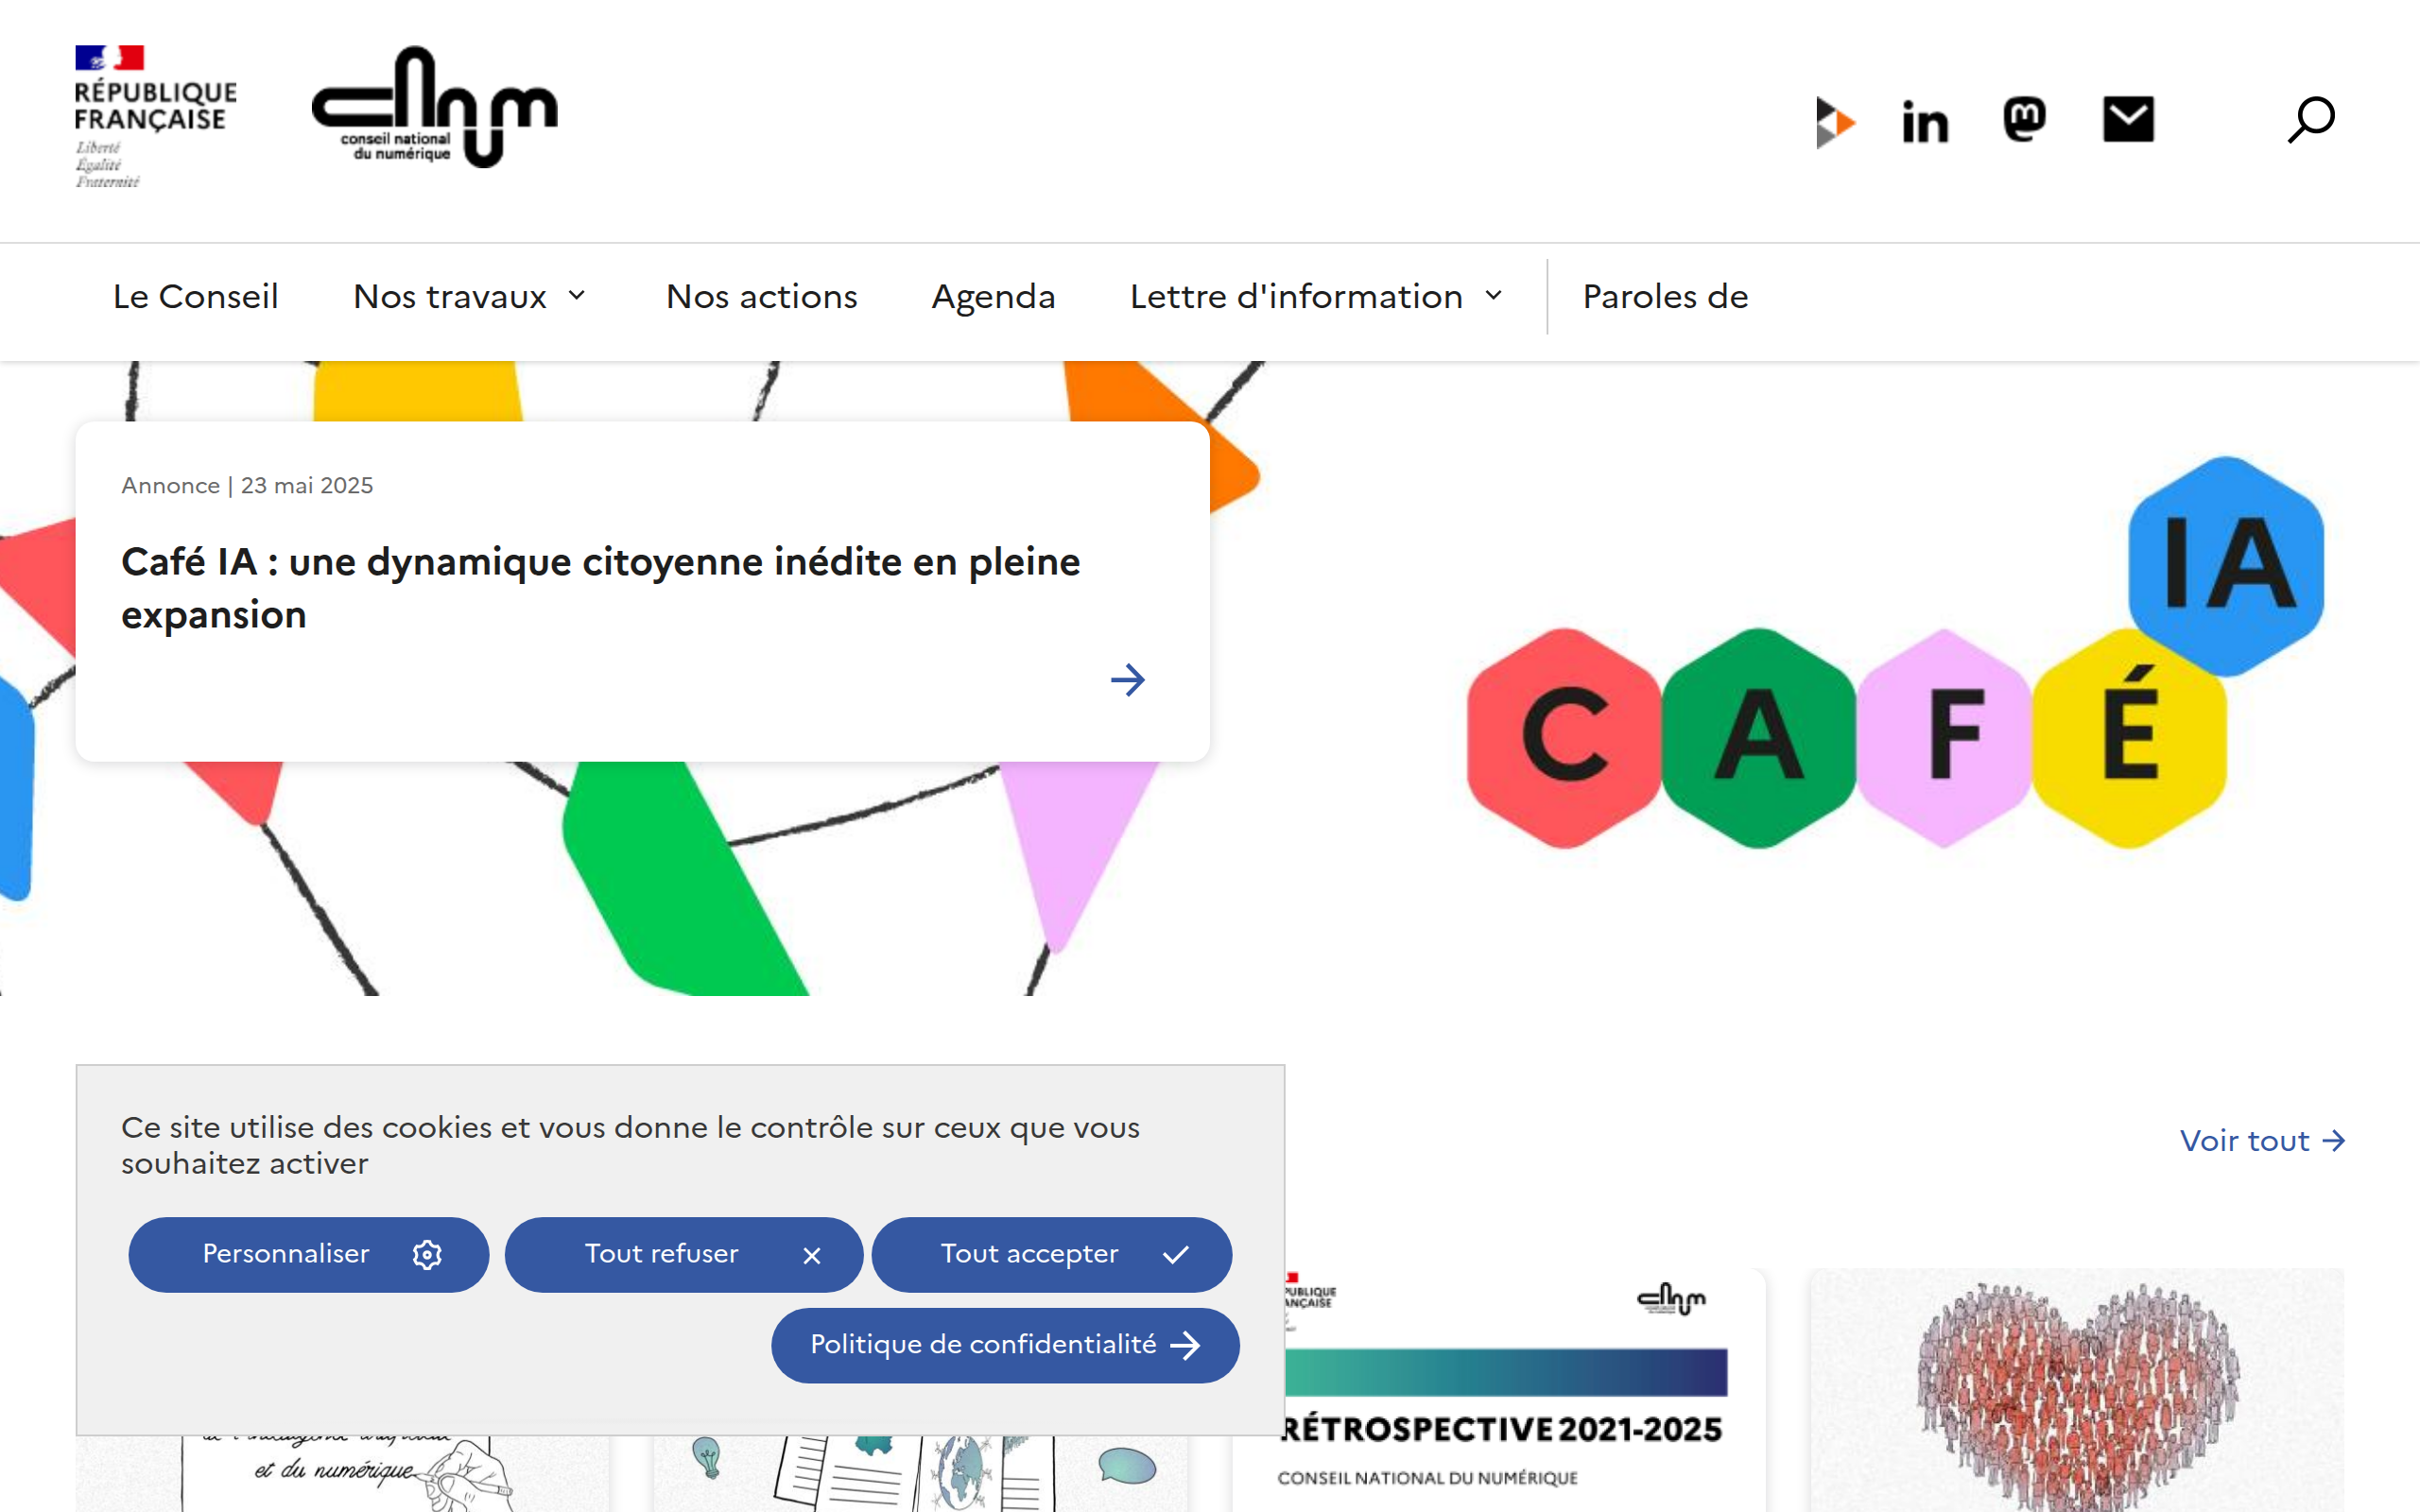 RÉPUBLIQUE
FRANÇAISE
Liberté
Égalité
Fraternité
cnnum
conseil national
du numérique
in
Le Conseil
Nos travaux
Nos actions
Agenda
Lettre d'information
Paroles de
Annonce | 23 mai 2025
Café IA : une dynamique citoyenne inédite en pleine
expansion
IA
CAFÉ
Ce site utilise des cookies et vous donne le contrôle sur ceux que vous
souhaitez activer
Voir tout
Personnaliser
Tout refuser
Tout accepter
Politique de confidentialité
cnnum
RÉTROSPECTIVE 2021-2025
CONSEIL NATIONAL DU NUMÉRIQUE
et du numérique